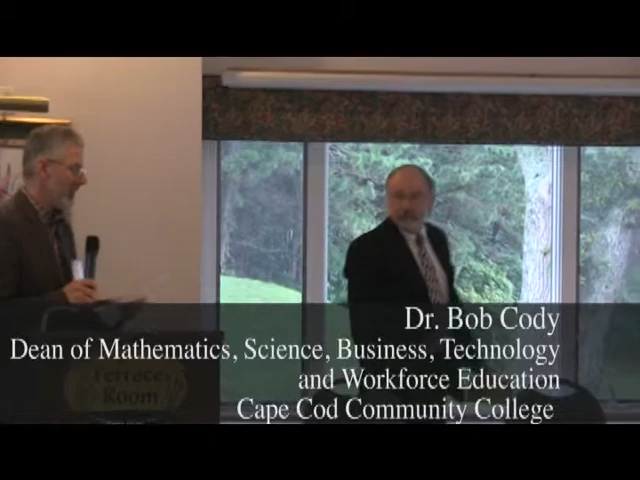 Dr. Bob Cody
Dean of Mathematics, Science, Business, Technology
and Workforce Education
Cape Cod Community College
Terrace
Room